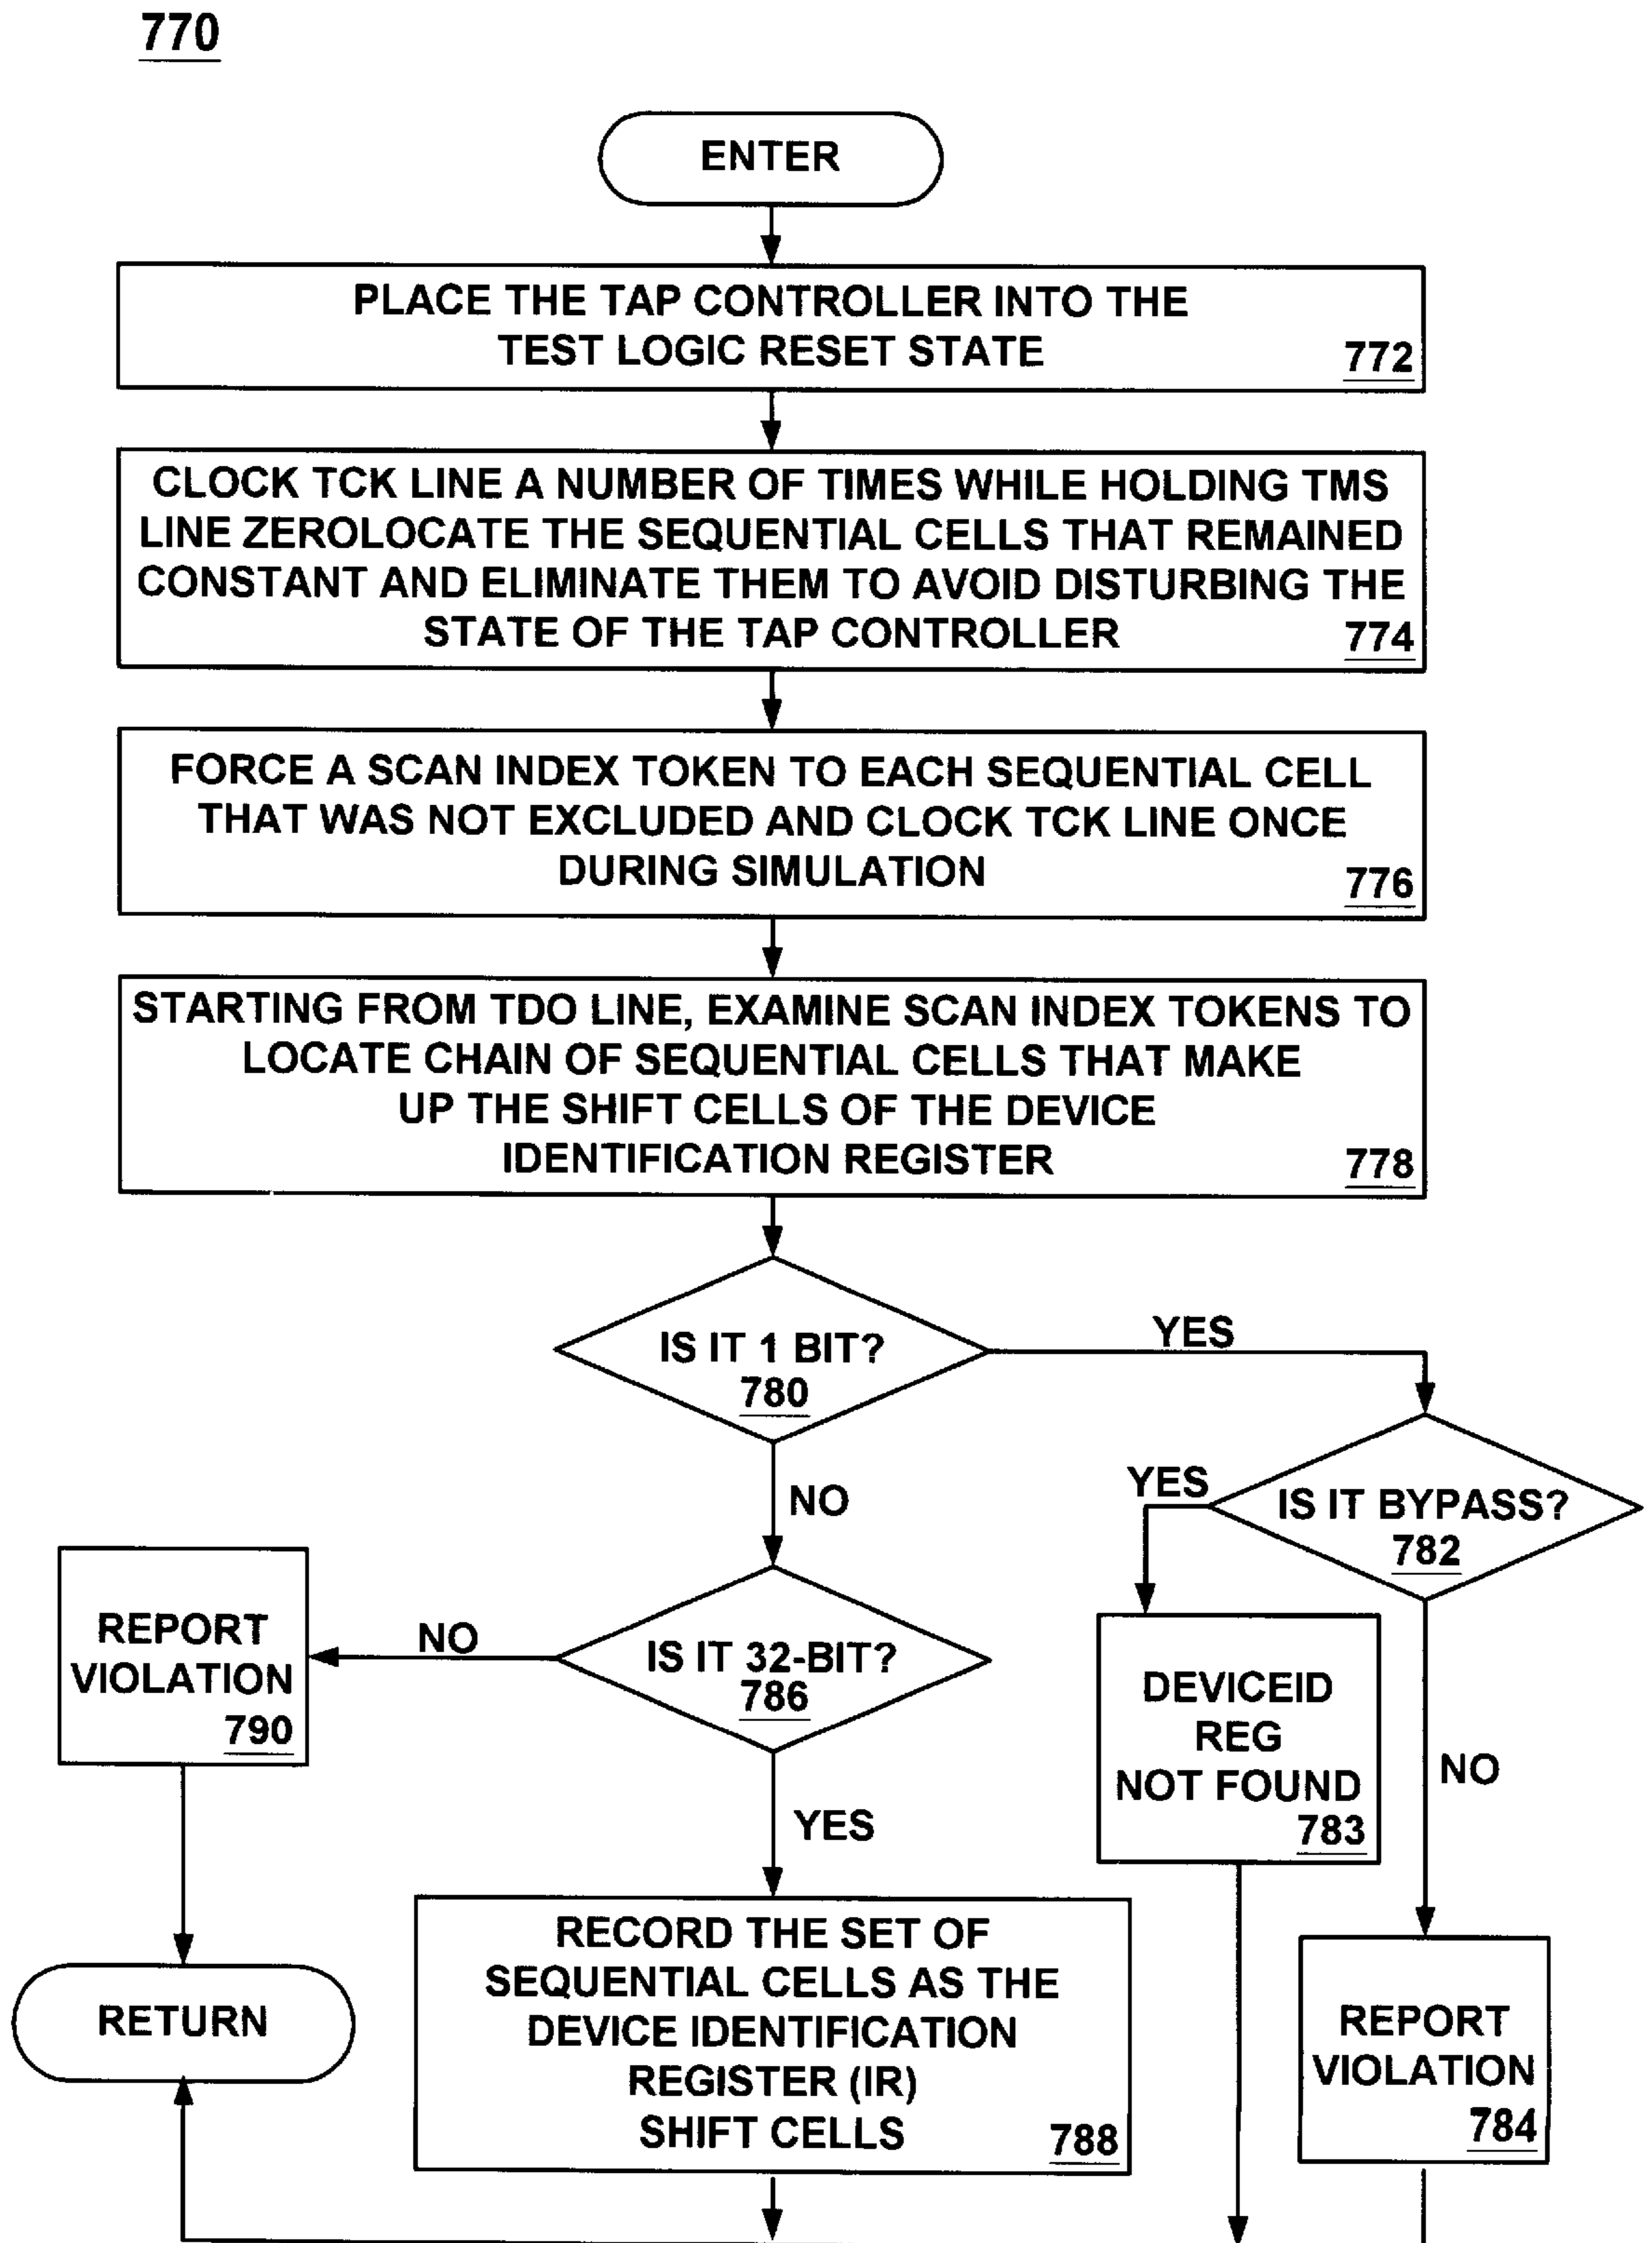 770
ENTER
PLACE THE TAP CONTROLLER INTO THE
TEST LOGIC RESET STATE
772
CLOCK TCK LINE A NUMBER OF TIMES WHILE HOLDING TMS
LINE ZEROLOCATE THE SEQUENTIAL CELLS THAT REMAINED
CONSTANT AND ELIMINATE THEM TO AVOID DISTURBING THE
STATE OF THE TAP CONTROLLER
774
FORCE A SCAN INDEX TOKEN TO EACH SEQUENTIAL CELL
THAT WAS NOT EXCLUDED AND CLOCK TCK LINE ONCE
DURING SIMULATION
776
STARTING FROM TDO LINE, EXAMINE SCAN INDEX TOKENS TO
LOCATE CHAIN OF SEQUENTIAL CELLS THAT MAKE
UP THE SHIFT CELLS OF THE DEVICE
IDENTIFICATION REGISTER
778
IS IT 1 BIT?
780
YES
NO
IS IT BYPASS?
782
YES
NO
IS IT 32-BIT?
786
NO
YES
REPORT
VIOLATION
790
DEVICEID
REG
NOT FOUND
783
RECORD THE SET OF
SEQUENTIAL CELLS AS THE
DEVICE IDENTIFICATION
REGISTER (IR)
SHIFT CELLS
788
REPORT
VIOLATION
784
RETURN